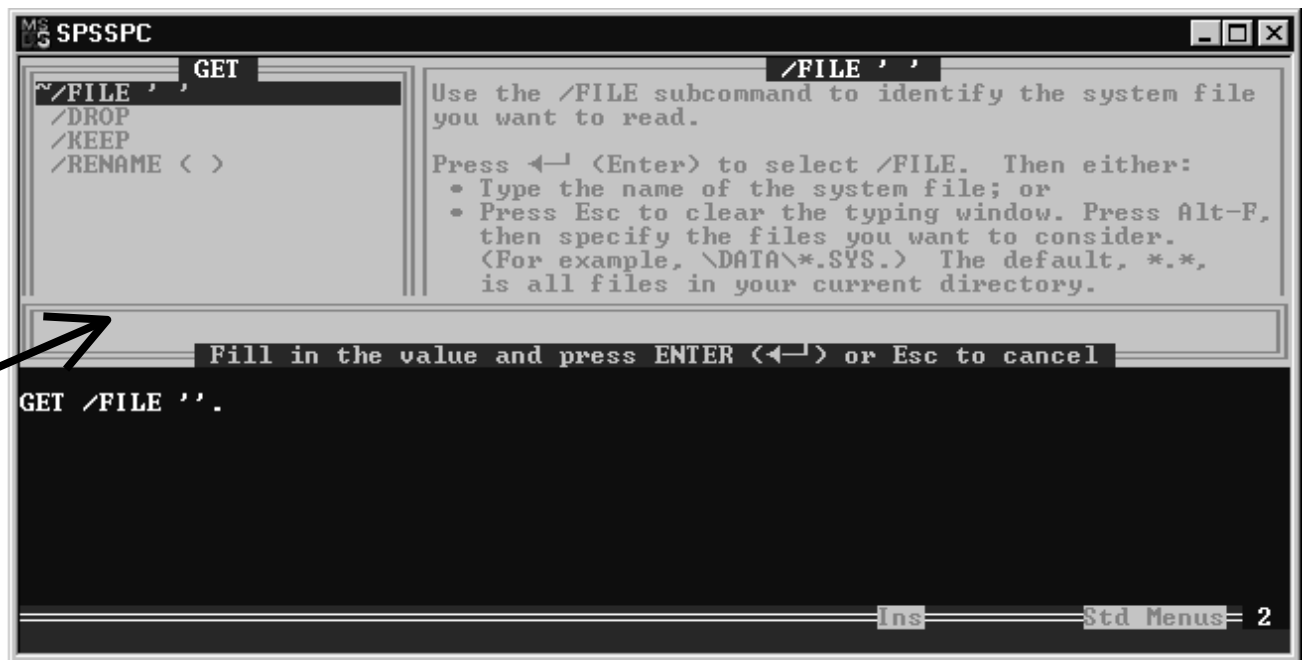 MS DOS SPSSPC
GET
~/FILE ' '
/DROP
/KEEP
/RENAME ( )
/FILE ' '
Use the /FILE subcommand to identify the system file
you want to read.
Press ◄┘ (Enter) to select /FILE. Then either:
• Type the name of the system file; or
• Press Esc to clear the typing window. Press Alt-F,
then specify the files you want to consider.
(For example, \DATA\*.SYS.) The default, *.*,
is all files in your current directory.
Fill in the value and press ENTER (◄┘) or Esc to cancel
GET /FILE ''.
Ins Std Menus 2